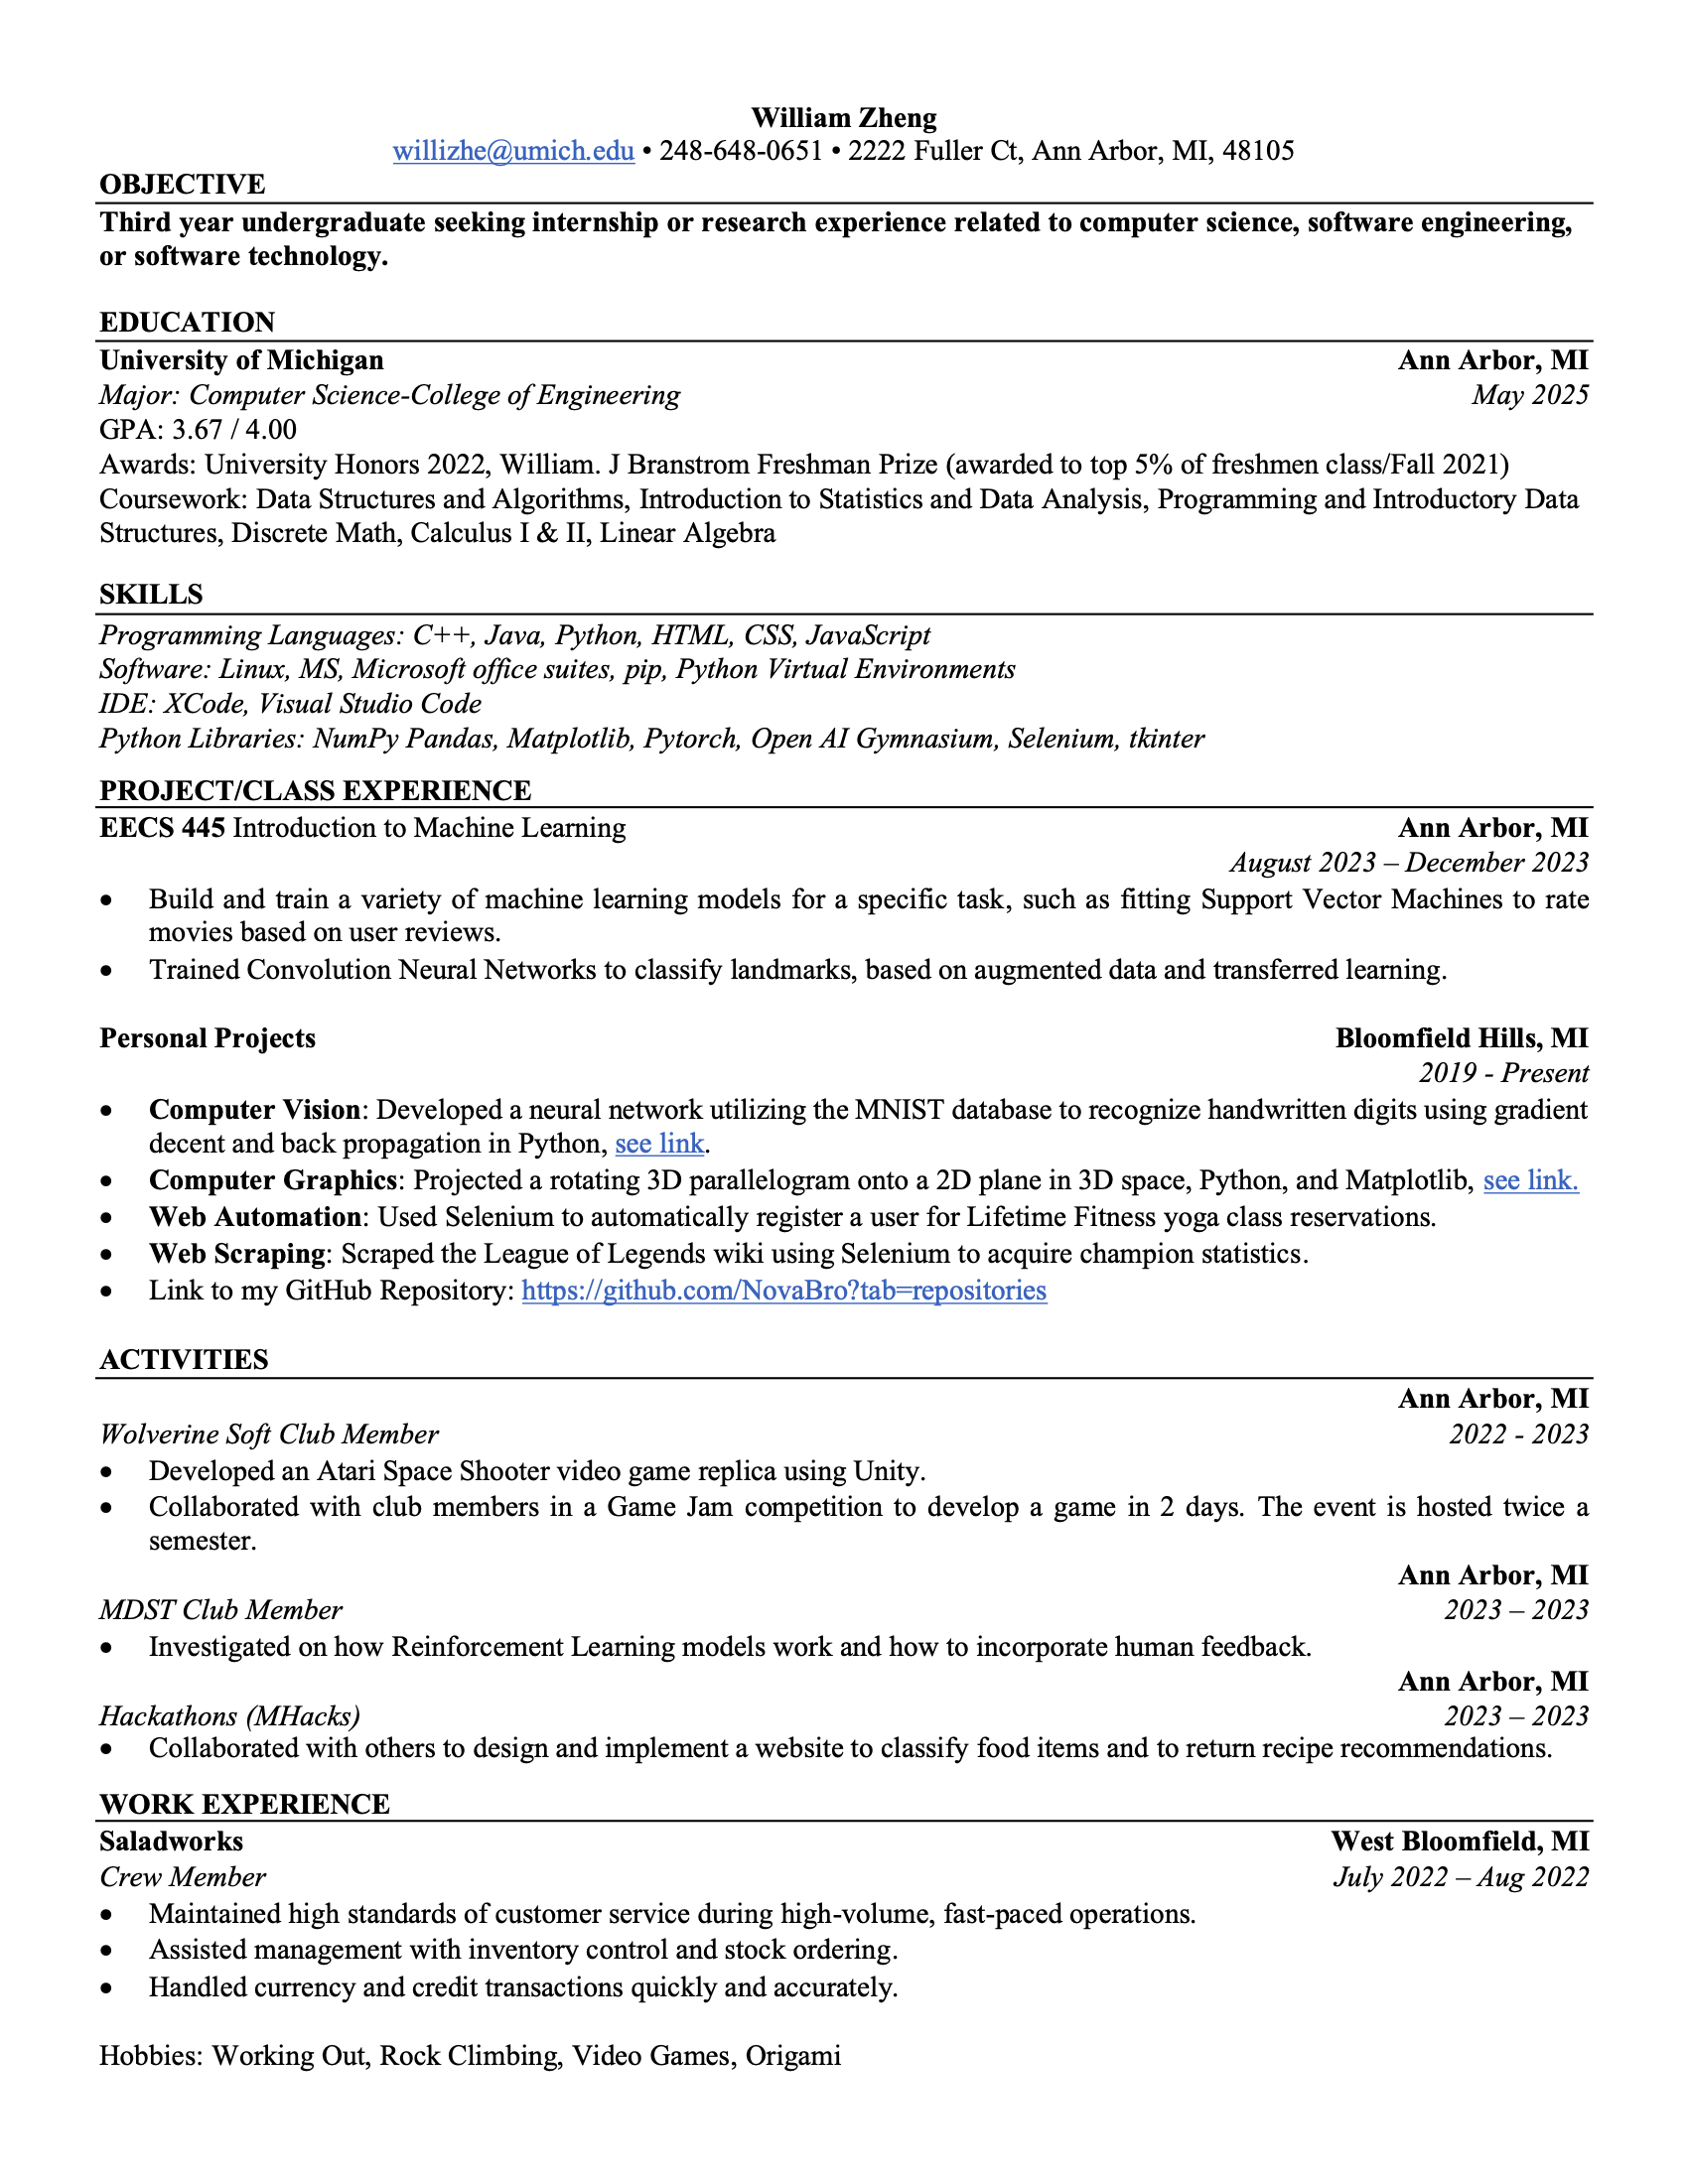 William Zheng
willizhe@umich.edu • 248-648-0651 • 2222 Fuller Ct, Ann Arbor, MI, 48105
OBJECTIVE
Third year undergraduate seeking internship or research experience related to computer science, software engineering,
or software technology.
EDUCATION
University of Michigan Ann Arbor, MI
Major: Computer Science-College of Engineering May 2025
GPA: 3.67 / 4.00
Awards: University Honors 2022, William. J Branstrom Freshman Prize (awarded to top 5% of freshmen class/Fall 2021)
Coursework: Data Structures and Algorithms, Introduction to Statistics and Data Analysis, Programming and Introductory Data
Structures, Discrete Math, Calculus I & II, Linear Algebra
SKILLS
Programming Languages: C++, Java, Python, HTML, CSS, JavaScript
Software: Linux, MS, Microsoft office suites, pip, Python Virtual Environments
IDE: XCode, Visual Studio Code
Python Libraries: NumPy Pandas, Matplotlib, Pytorch, Open AI Gymnasium, Selenium, tkinter
PROJECT/CLASS EXPERIENCE
EECS 445 Introduction to Machine Learning Ann Arbor, MI
August 2023 – December 2023
• Build and train a variety of machine learning models for a specific task, such as fitting Support Vector Machines to rate
movies based on user reviews.
• Trained Convolution Neural Networks to classify landmarks, based on augmented data and transferred learning.
Personal Projects Bloomfield Hills, MI
2019 - Present
• Computer Vision: Developed a neural network utilizing the MNIST database to recognize handwritten digits using gradient
decent and back propagation in Python, see link.
• Computer Graphics: Projected a rotating 3D parallelogram onto a 2D plane in 3D space, Python, and Matplotlib, see link.
• Web Automation: Used Selenium to automatically register a user for Lifetime Fitness yoga class reservations.
• Web Scraping: Scraped the League of Legends wiki using Selenium to acquire champion statistics.
• Link to my GitHub Repository: https://github.com/NovaBro?tab=repositories
ACTIVITIES
Ann Arbor, MI
Wolverine Soft Club Member 2022 - 2023
• Developed an Atari Space Shooter video game replica using Unity.
• Collaborated with club members in a Game Jam competition to develop a game in 2 days. The event is hosted twice a
semester.
Ann Arbor, MI
MDST Club Member 2023 – 2023
• Investigated on how Reinforcement Learning models work and how to incorporate human feedback.
Ann Arbor, MI
Hackathons (MHacks) 2023 – 2023
• Collaborated with others to design and implement a website to classify food items and to return recipe recommendations.
WORK EXPERIENCE
Saladworks West Bloomfield, MI
Crew Member July 2022 – Aug 2022
• Maintained high standards of customer service during high-volume, fast-paced operations.
• Assisted management with inventory control and stock ordering.
• Handled currency and credit transactions quickly and accurately.
Hobbies: Working Out, Rock Climbing, Video Games, Origami